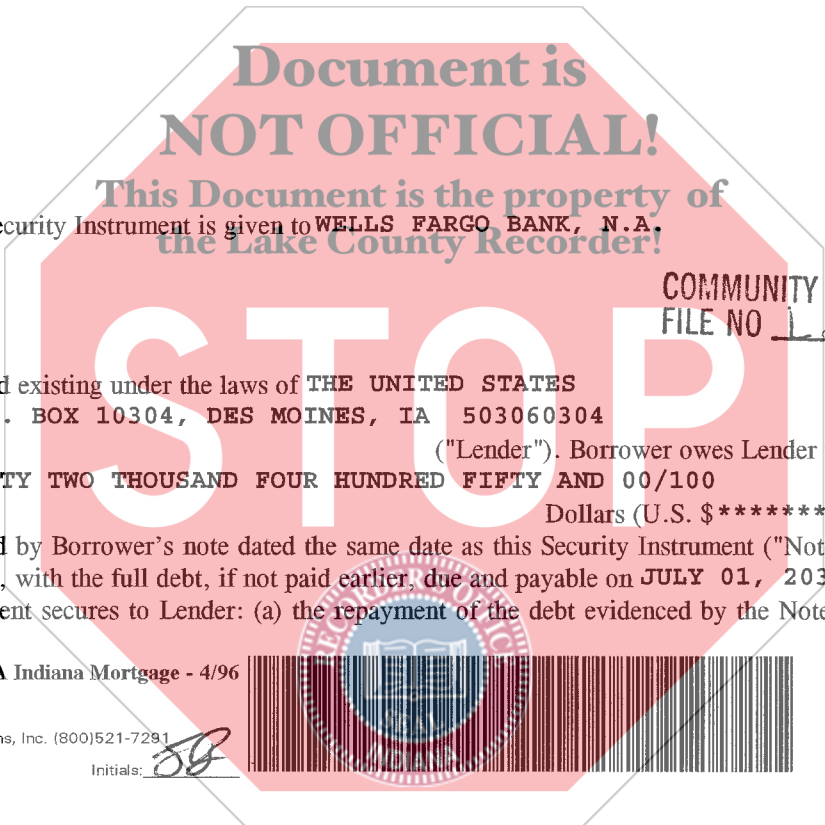 Document is
NOT OFFICIAL!
This Document is the property of
the Lake County Recorder!
ecurity Instrument is given to WELLS FARGO BANK, N.A.
COMMUNITY
FILE NO
STOP
d existing under the laws of THE UNITED STATES
. BOX 10304, DES MOINES, IA 503060304
("Lender"). Borrower owes Lender
TY TWO THOUSAND FOUR HUNDRED FIFTY AND 00/100
Dollars (U.S. $*******
d by Borrower's note dated the same date as this Security Instrument ("Not
, with the full debt, if not paid earlier, due and payable on JULY 01, 203
ent secures to Lender: (a) the repayment of the debt evidenced by the Note
RECORDER'S OFFICE
SEAL
INDIANA
A Indiana Mortgage - 4/96
ns, Inc. (800)521-7291
Initials: